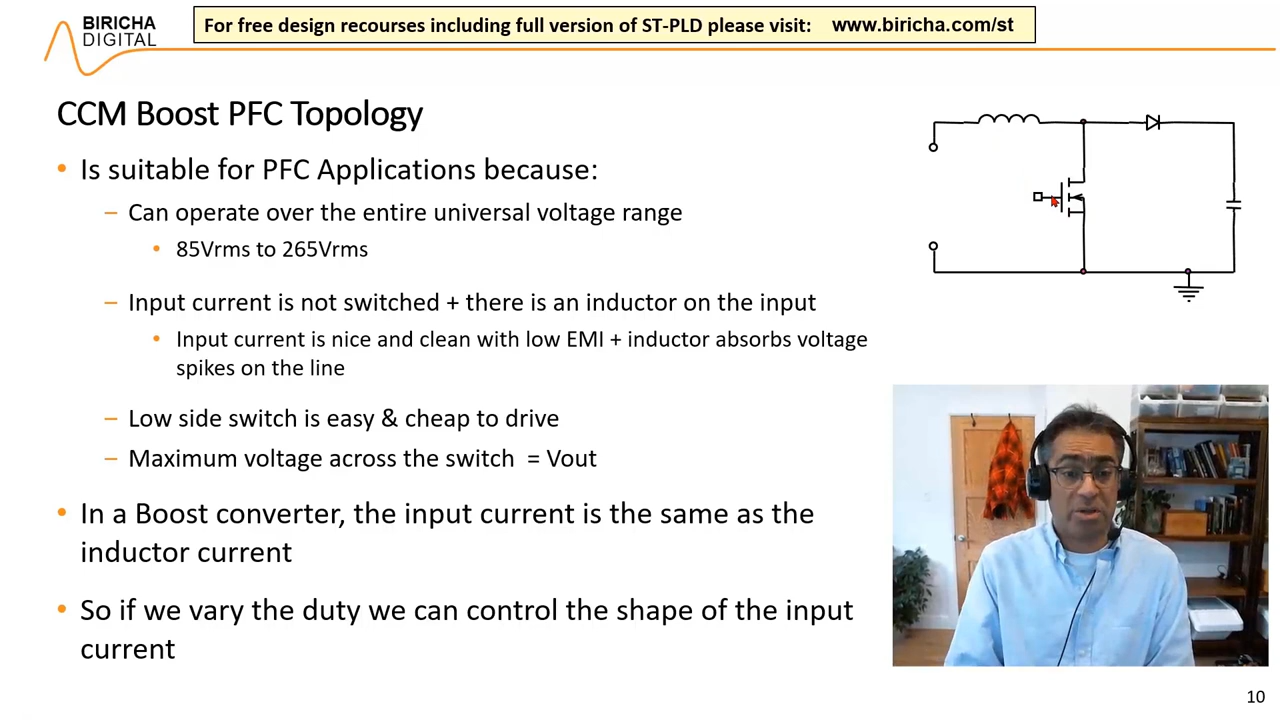 BIRICHA
DIGITAL
For free design recourses including full version of ST-PLD please visit: www.biricha.com/st
CCM Boost PFC Topology
• Is suitable for PFC Applications because:
– Can operate over the entire universal voltage range
• 85Vrms to 265Vrms
– Input current is not switched + there is an inductor on the input
• Input current is nice and clean with low EMI + inductor absorbs voltage
spikes on the line
– Low side switch is easy & cheap to drive
– Maximum voltage across the switch = Vout
• In a Boost converter, the input current is the same as the
inductor current
• So if we vary the duty we can control the shape of the input
current
10